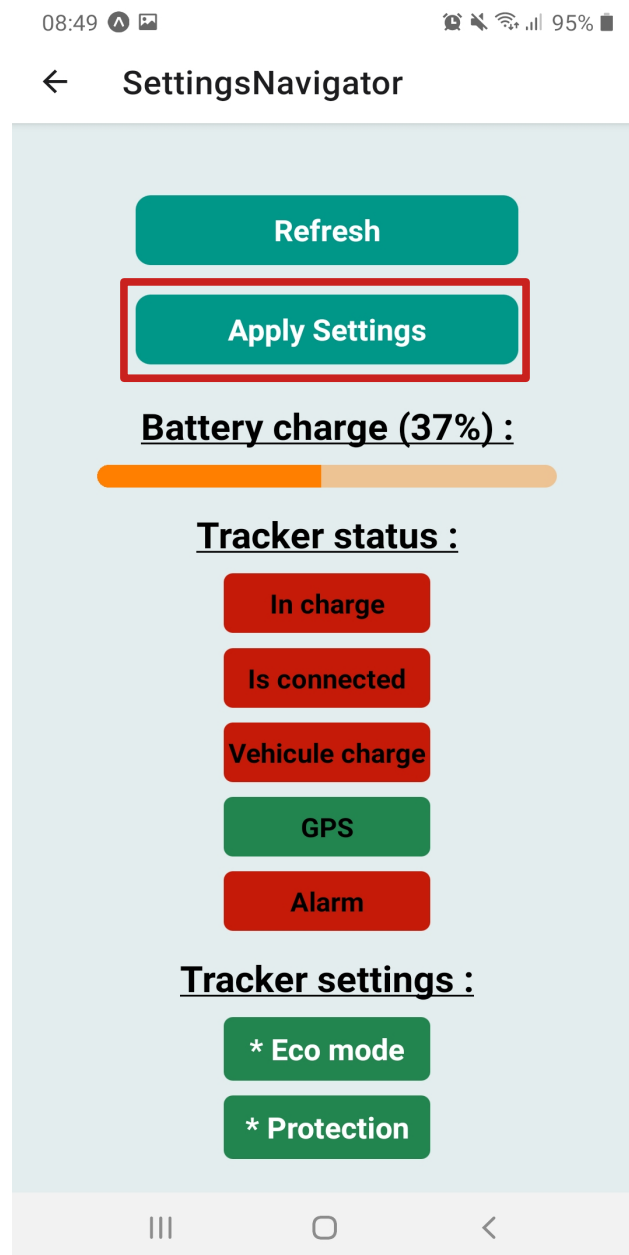 08:49 95%
SettingsNavigator
Refresh
Apply Settings
Battery charge (37%) :
Tracker status :
In charge
Is connected
Vehicule charge
GPS
Alarm
Tracker settings :
* Eco mode
* Protection